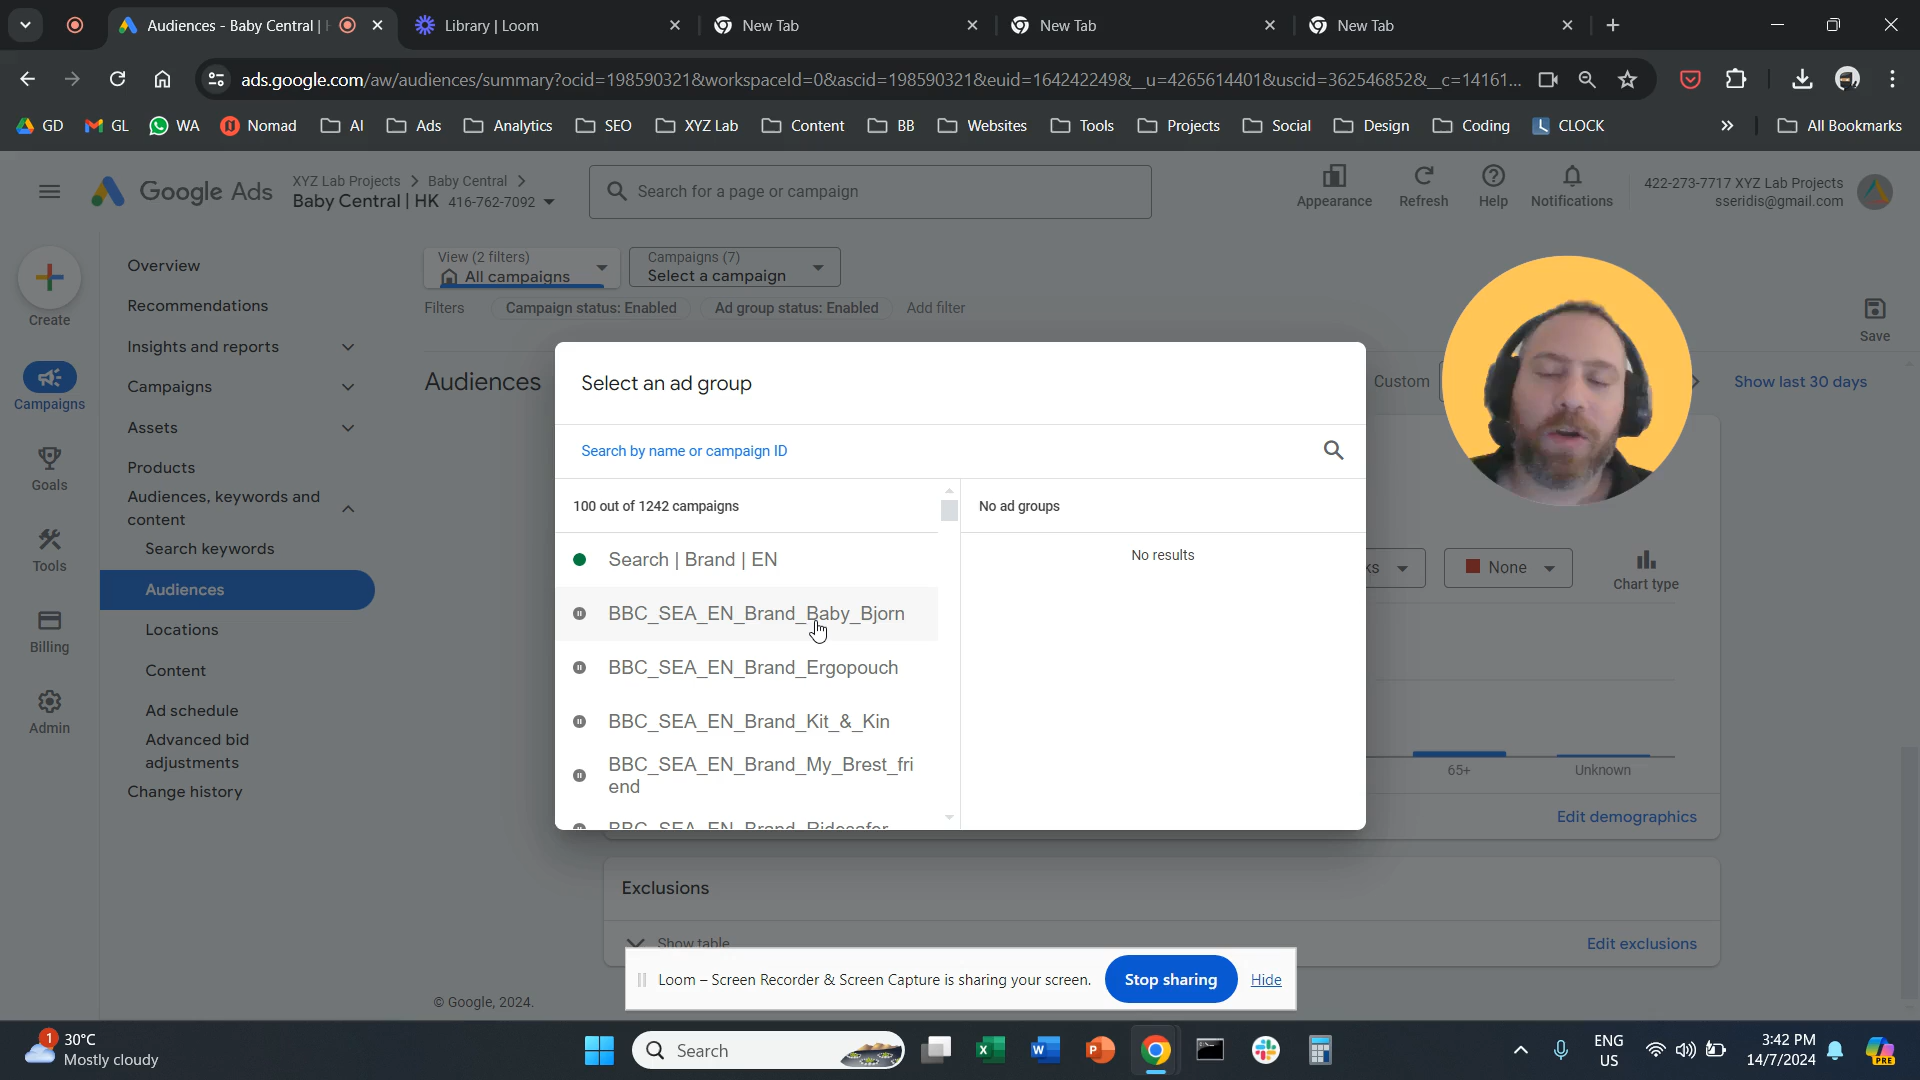 Audiences - Baby Central |
Library | Loom
New Tab
New Tab
New Tab
ads.google.com/aw/audiences/summary?ocid=198590321&workspaceId=0&ascid=198590321&euid=164242249&__u=4265614401&uscid=362546852&__c=14161...
GD
GL
WA
Nomad
AI
Ads
Analytics
SEO
XYZ Lab
Content
BB
Websites
Tools
Projects
Social
Design
Coding
CLOCK
All Bookmarks
Google Ads
XYZ Lab Projects > Baby Central >
Baby Central | HK 416-762-7092
Search for a page or campaign
Appearance
Refresh
Help
Notifications
422-273-7717 XYZ Lab Projects
sseridis@gmail.com
Create
Campaigns
Goals
Tools
Billing
Admin
Overview
Recommendations
Insights and reports
Campaigns
Assets
Products
Audiences, keywords and
content
Search keywords
Audiences
Locations
Content
Ad schedule
Advanced bid
adjustments
Change history
View (2 filters)
All campaigns
Campaigns (7)
Select a campaign
Filters
Campaign status: Enabled
Ad group status: Enabled
Add filter
Save
Audiences
Custom
Show last 30 days
Select an ad group
Search by name or campaign ID
100 out of 1242 campaigns
No ad groups
Search | Brand | EN
No results
BBC_SEA_EN_Brand_Baby_Bjorn
BBC_SEA_EN_Brand_Ergopouch
BBC_SEA_EN_Brand_Kit_&_Kin
BBC_SEA_EN_Brand_My_Brest_fri
end
BBC_SEA_EN_Brand_Ridesafer
ks
None
Chart type
65+
Unknown
Edit demographics
Exclusions
Show table
Edit exclusions
Loom – Screen Recorder & Screen Capture is sharing your screen.
Stop sharing
Hide
© Google, 2024.
1
30°C
Mostly cloudy
Search
ENG
US
3:42 PM
14/7/2024
PRE